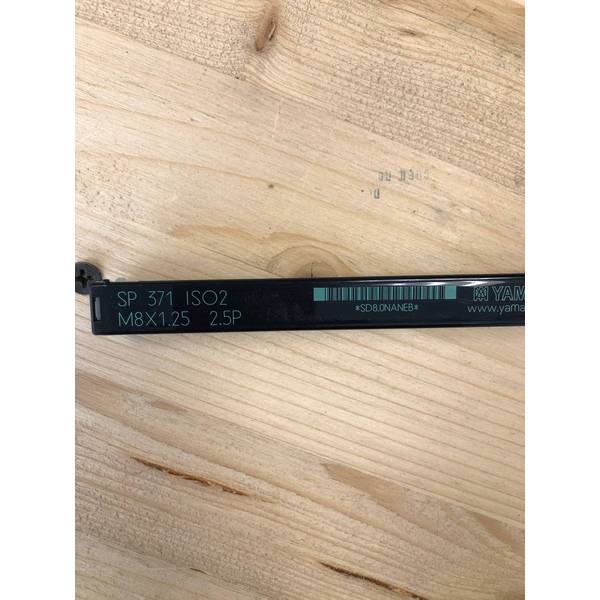 SP 371 ISO2
M8X1.25 2.5P
*SD8.0NANEB*
YAM
www.yama